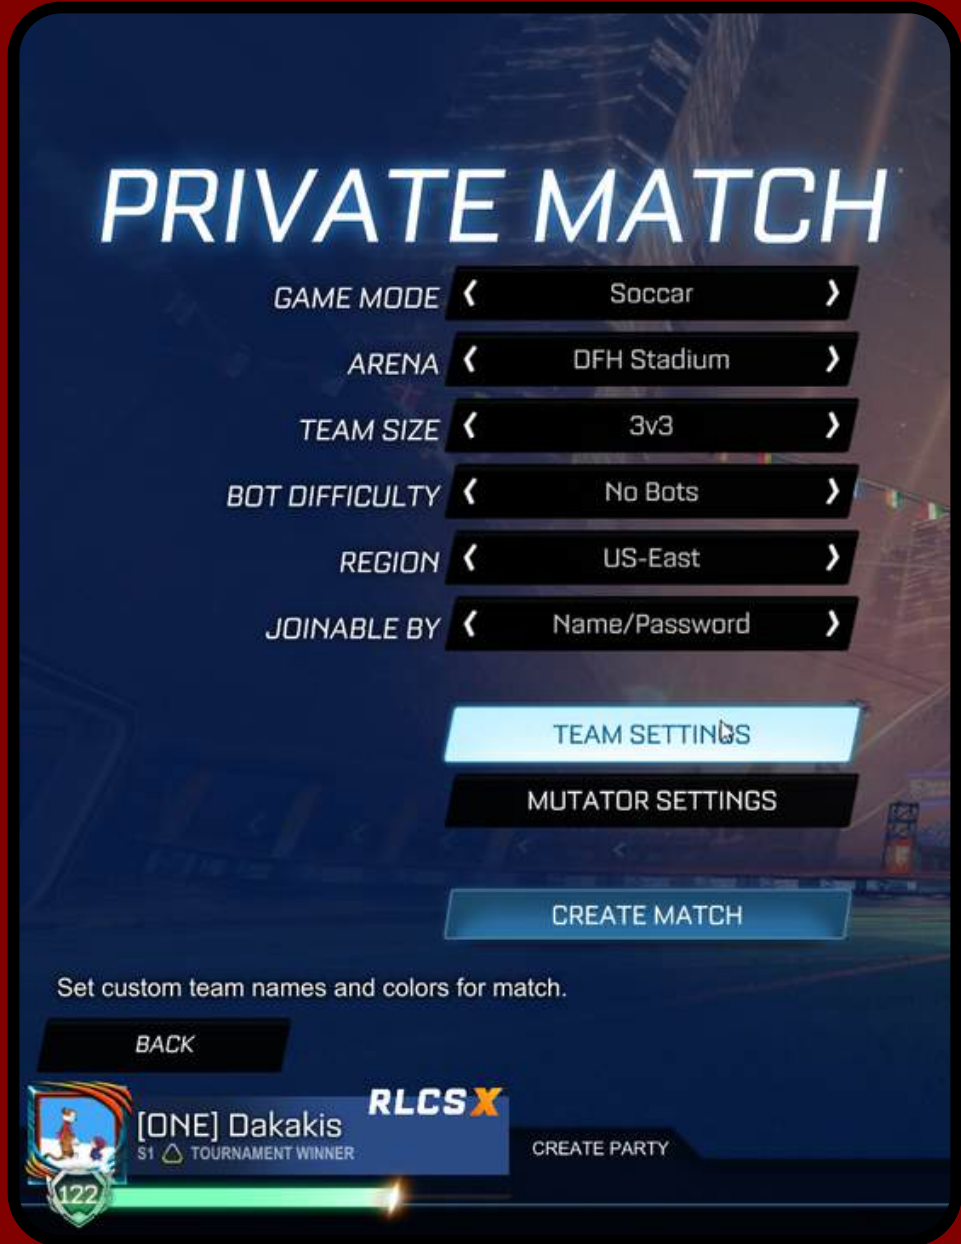 PRIVATE MATCH
GAME MODE ❮ Soccar ❯
ARENA ❮ DFH Stadium ❯
TEAM SIZE ❮ 3v3 ❯
BOT DIFFICULTY ❮ No Bots ❯
REGION ❮ US-East ❯
JOINABLE BY ❮ Name/Password ❯
TEAM SETTINGS
MUTATOR SETTINGS
CREATE MATCH
Set custom team names and colors for match.
BACK
RLCS X
[ONE] Dakakis
S1 TOURNAMENT WINNER
CREATE PARTY
122